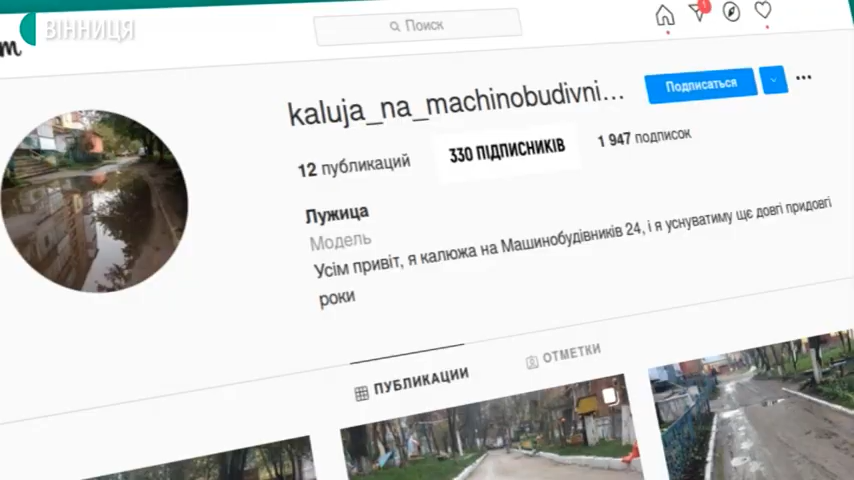 ВІННИЦЯ
m
Поиск
1
kaluja_na_machinobudivni...
Подписаться
12 публикаций
330 ПІДПИСНИКІВ
1 947 подписок
Лужица
Модель
Усім привіт, я калюжа на Машинобудівників 24, і я уснуватиму ще довгі придовгі
роки
ПУБЛИКАЦИИ
ОТМЕТКИ